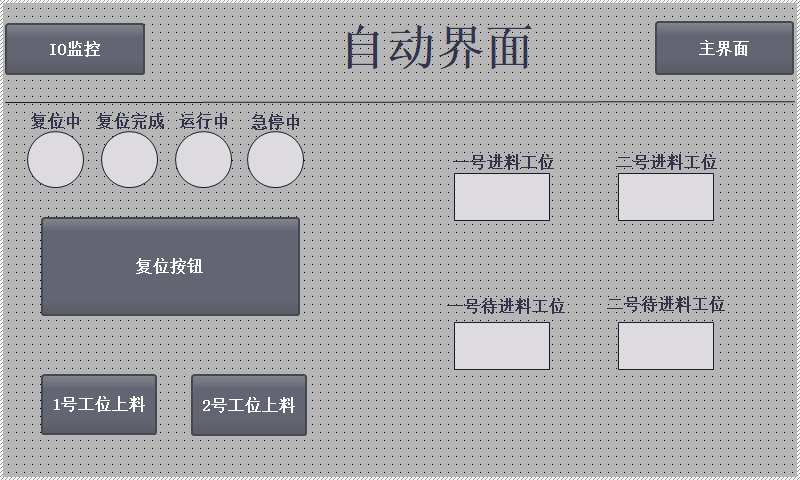 IO监控
自动界面
主界面
复位中 复位完成 运行中 急停中
一号进料工位 二号进料工位
复位按钮
一号待进料工位 二号待进料工位
1号工位上料 2号工位上料